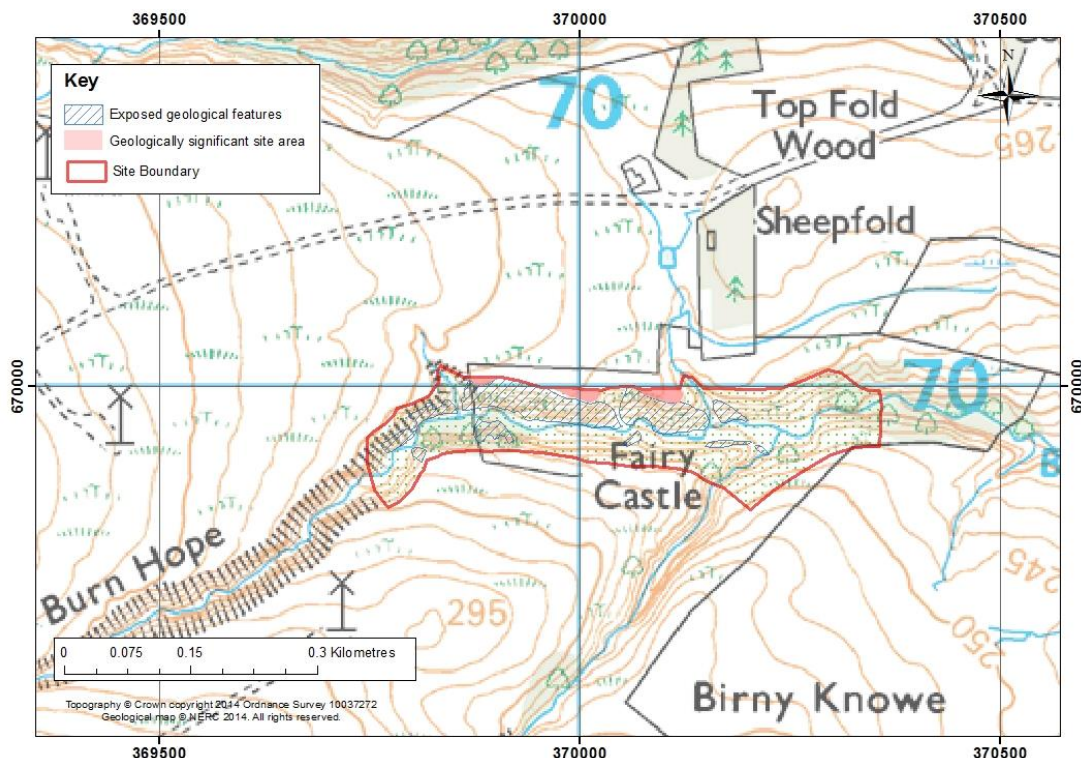 369500
370000
370500
N
Key
Exposed geological features
Geologically significant site area
Site Boundary
70
Top Fold
Wood
265
Sheepfold
670000
70
670000
Fairy
Castle
B
Burn Hope
295
245
250
0
0.075
0.15
0.3 Kilometres
Birny Knowe
Topography © Crown copyright 2014 Ordnance Survey 10037272
Geological map © NERC 2014. All rights reserved.
369500
370000
370500